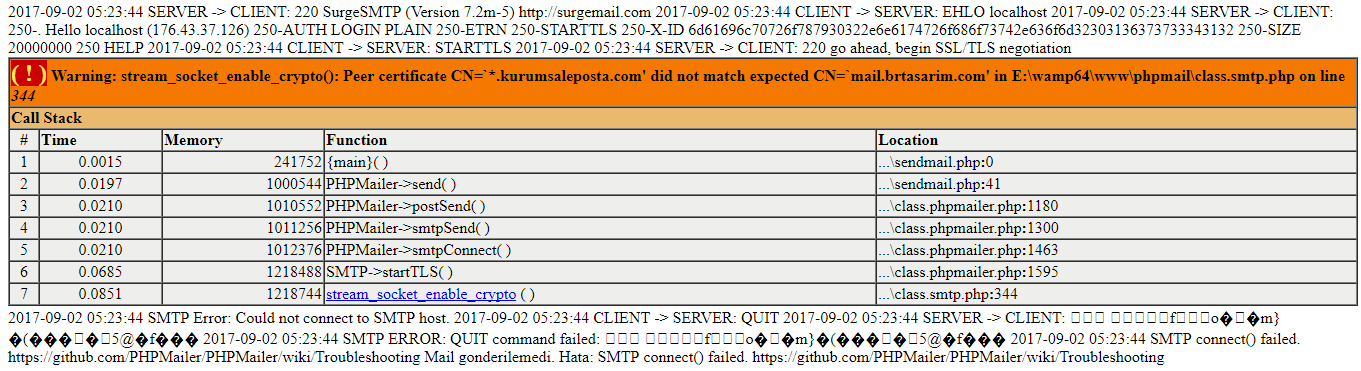 2017-09-02 05:23:44 SERVER -> CLIENT: 220 SurgeSMTP (Version 7.2m-5) http://surgemail.com 2017-09-02 05:23:44 CLIENT -> SERVER: EHLO localhost 2017-09-02 05:23:44 SERVER -> CLIENT:
250-. Hello localhost (176.43.37.126) 250-AUTH LOGIN PLAIN 250-ETRN 250-STARTTLS 250-X-ID 6d61696c70726f787930322e6e6174726f686f73742e636f6d32303136373733343132 250-SIZE
20000000 250 HELP 2017-09-02 05:23:44 CLIENT -> SERVER: STARTTLS 2017-09-02 05:23:44 SERVER -> CLIENT: 220 go ahead, begin SSL/TLS negotiation
( ! ) Warning: stream_socket_enable_crypto(): Peer certificate CN=`*.kurumsaleposta.com' did not match expected CN=`mail.brtasarim.com' in E:\wamp64\www\phpmail\class.smtp.php on line
344
Call Stack
# Time Memory Function Location
1 0.0015 241752 {main}( ) ...\sendmail.php:0
2 0.0197 1000544 PHPMailer->send( ) ...\sendmail.php:41
3 0.0210 1010552 PHPMailer->postSend( ) ...\class.phpmailer.php:1180
4 0.0210 1011256 PHPMailer->smtpSend( ) ...\class.phpmailer.php:1300
5 0.0210 1012376 PHPMailer->smtpConnect( ) ...\class.phpmailer.php:1463
6 0.0685 1218488 SMTP->startTLS( ) ...\class.phpmailer.php:1595
7 0.0851 1218744 stream_socket_enable_crypto ( ) ...\class.smtp.php:344
2017-09-02 05:23:44 SMTP Error: Could not connect to SMTP host. 2017-09-02 05:23:44 CLIENT -> SERVER: QUIT 2017-09-02 05:23:44 SERVER -> CLIENT: 
2017-09-02 05:23:44 SMTP ERROR: QUIT command failed: 2017-09-02 05:23:44 SMTP connect() failed.
https://github.com/PHPMailer/PHPMailer/wiki/Troubleshooting Mail gonderilemedi. Hata: SMTP connect() failed. https://github.com/PHPMailer/PHPMailer/wiki/Troubleshooting